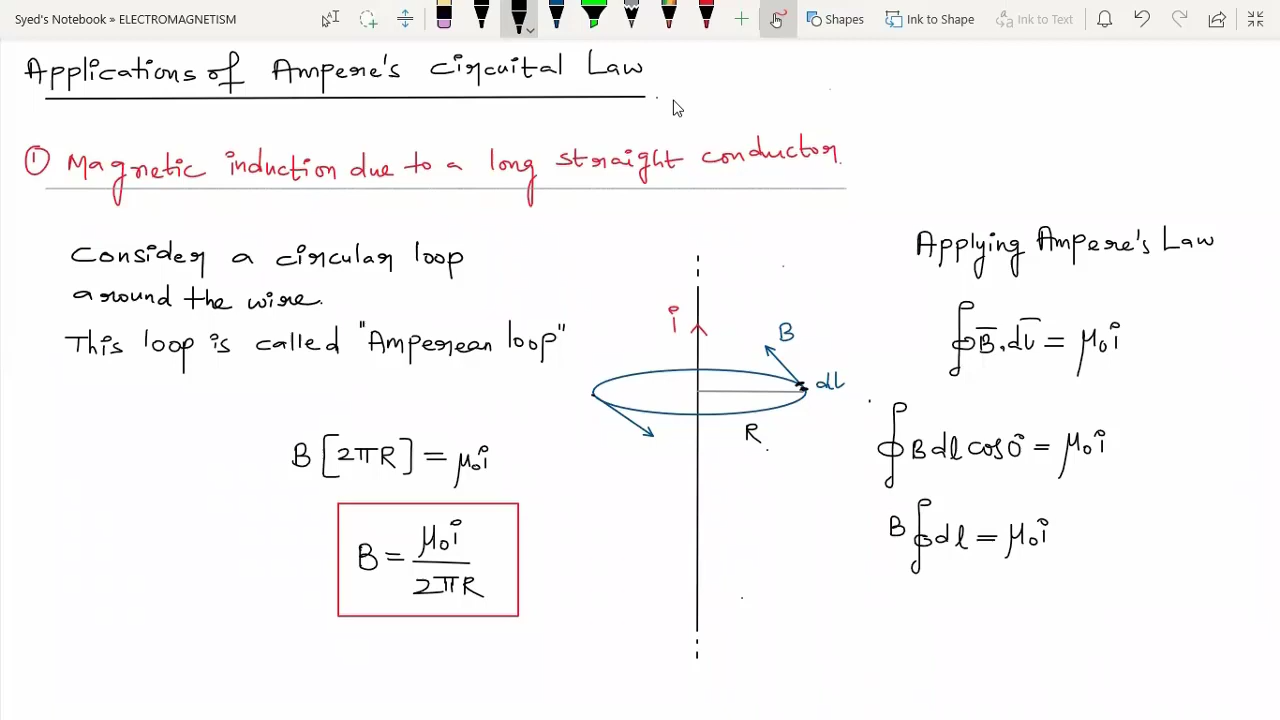 Syed's Notebook » ELECTROMAGNETISM
Shapes
Ink to Shape
Ink to Text
Applications of Ampere's circuital Law
① Magnetic induction due to a long straight conductor.
Consider a circular loop
around the wire.
This loop is called "Amperean loop"
B [2πR] = μ₀i
B = μ₀i / 2πR
i
B
dl
R
Applying Ampere's Law
∮ B̅. dl̅ = μ₀i
∮ B dl cos 0° = μ₀i
B ∮ dl = μ₀i